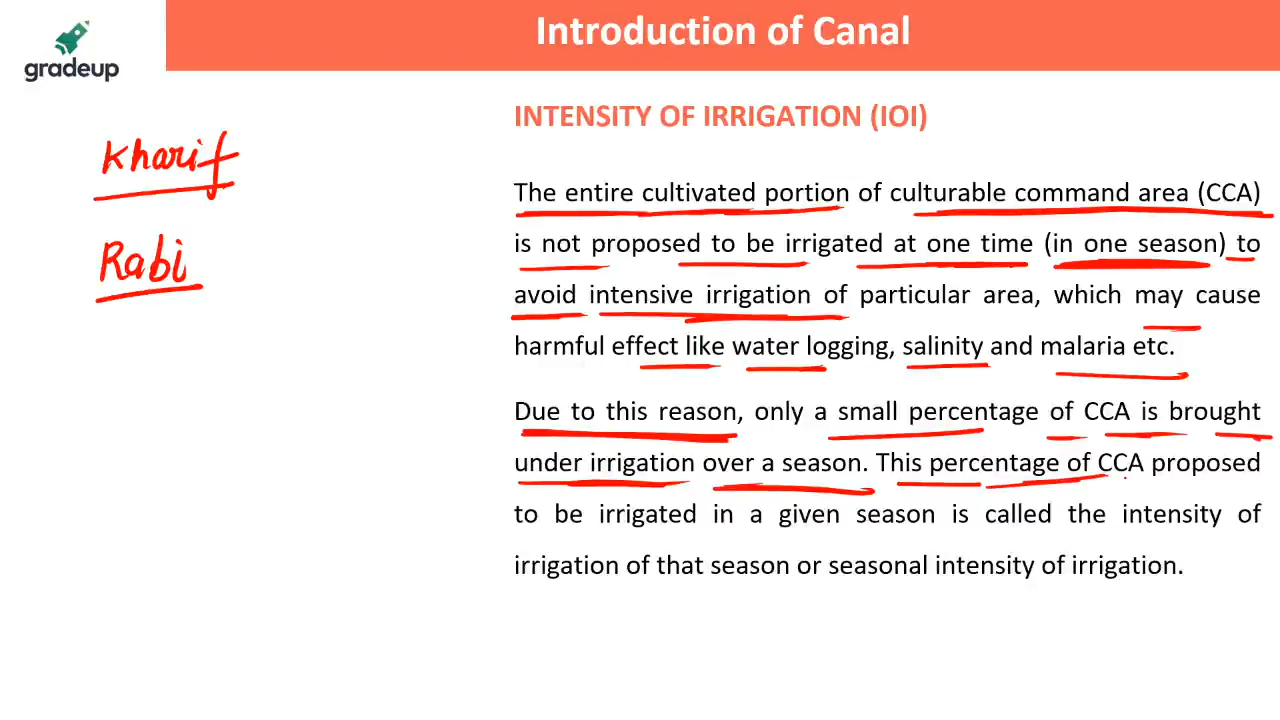 Introduction of Canal
gradeup
Kharif
Rabi
INTENSITY OF IRRIGATION (IOI)
The entire cultivated portion of culturable command area (CCA)
is not proposed to be irrigated at one time (in one season) to
avoid intensive irrigation of particular area, which may cause
harmful effect like water logging, salinity and malaria etc.
Due to this reason, only a small percentage of CCA is brought
under irrigation over a season. This percentage of CCA proposed
to be irrigated in a given season is called the intensity of
irrigation of that season or seasonal intensity of irrigation.